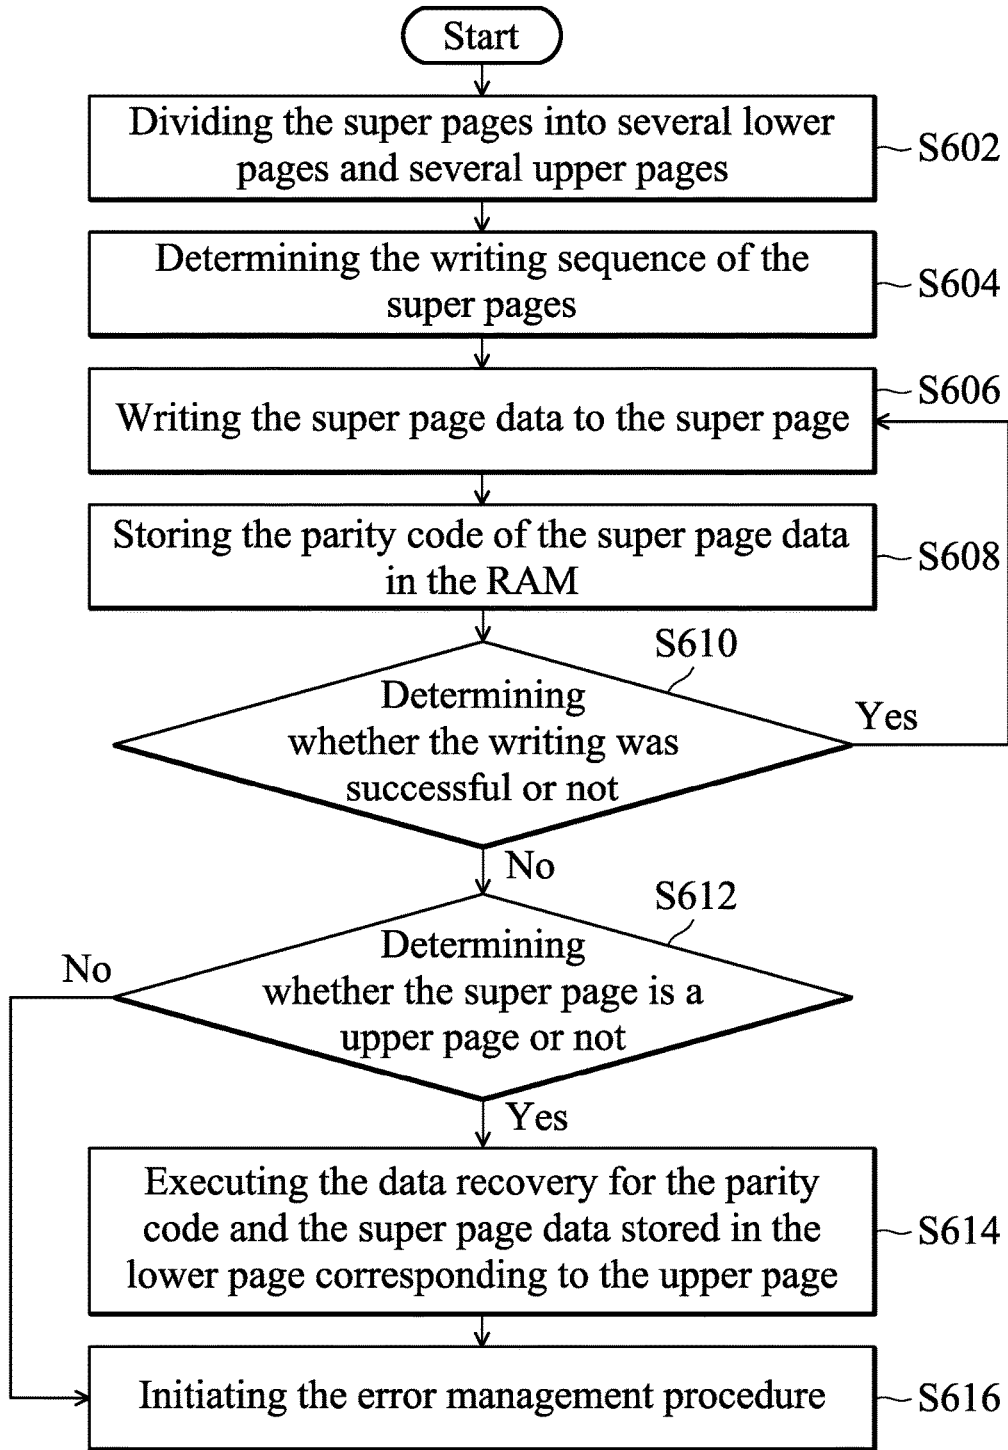 Start
Dividing the super pages into several lower
pages and several upper pages
S602
Determining the writing sequence of the
super pages
S604
S606
Writing the super page data to the super page
Storing the parity code of the super page data
in the RAM
S608
S610
Determining
whether the writing was
successful or not
Yes
No
S612
Determining
whether the super page is a
upper page or not
No
Yes
Executing the data recovery for the parity
code and the super page data stored in the
lower page corresponding to the upper page
S614
Initiating the error management procedure
S616